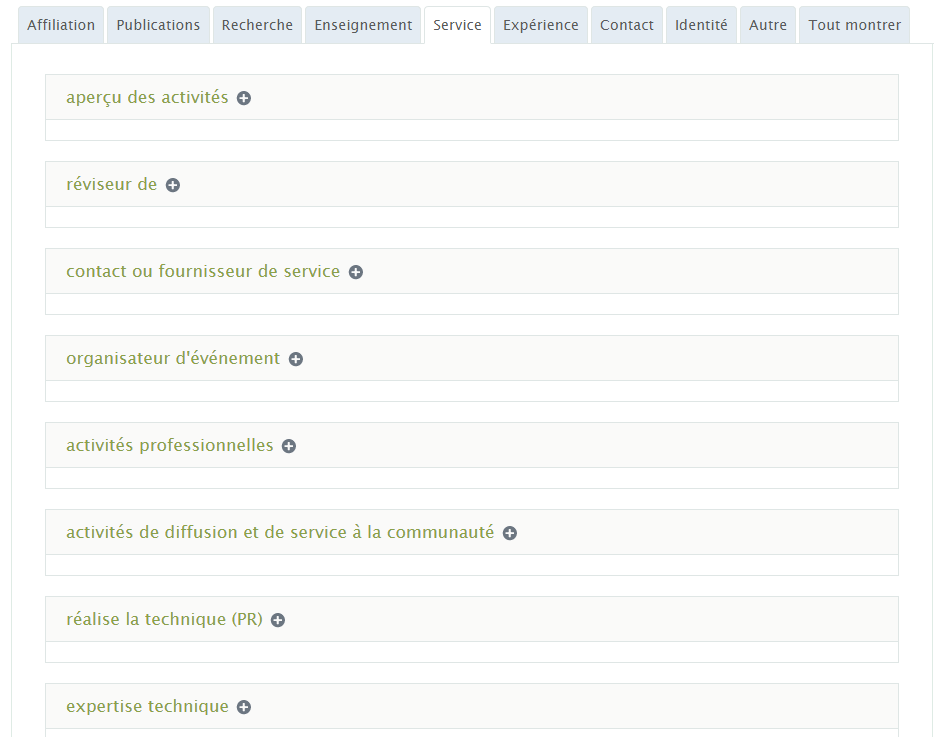 Affiliation Publications Recherche Enseignement Service Expérience Contact Identité Autre Tout montrer
aperçu des activités
réviseur de
contact ou fournisseur de service
organisateur d'événement
activités professionnelles
activités de diffusion et de service à la communauté
réalise la technique (PR)
expertise technique